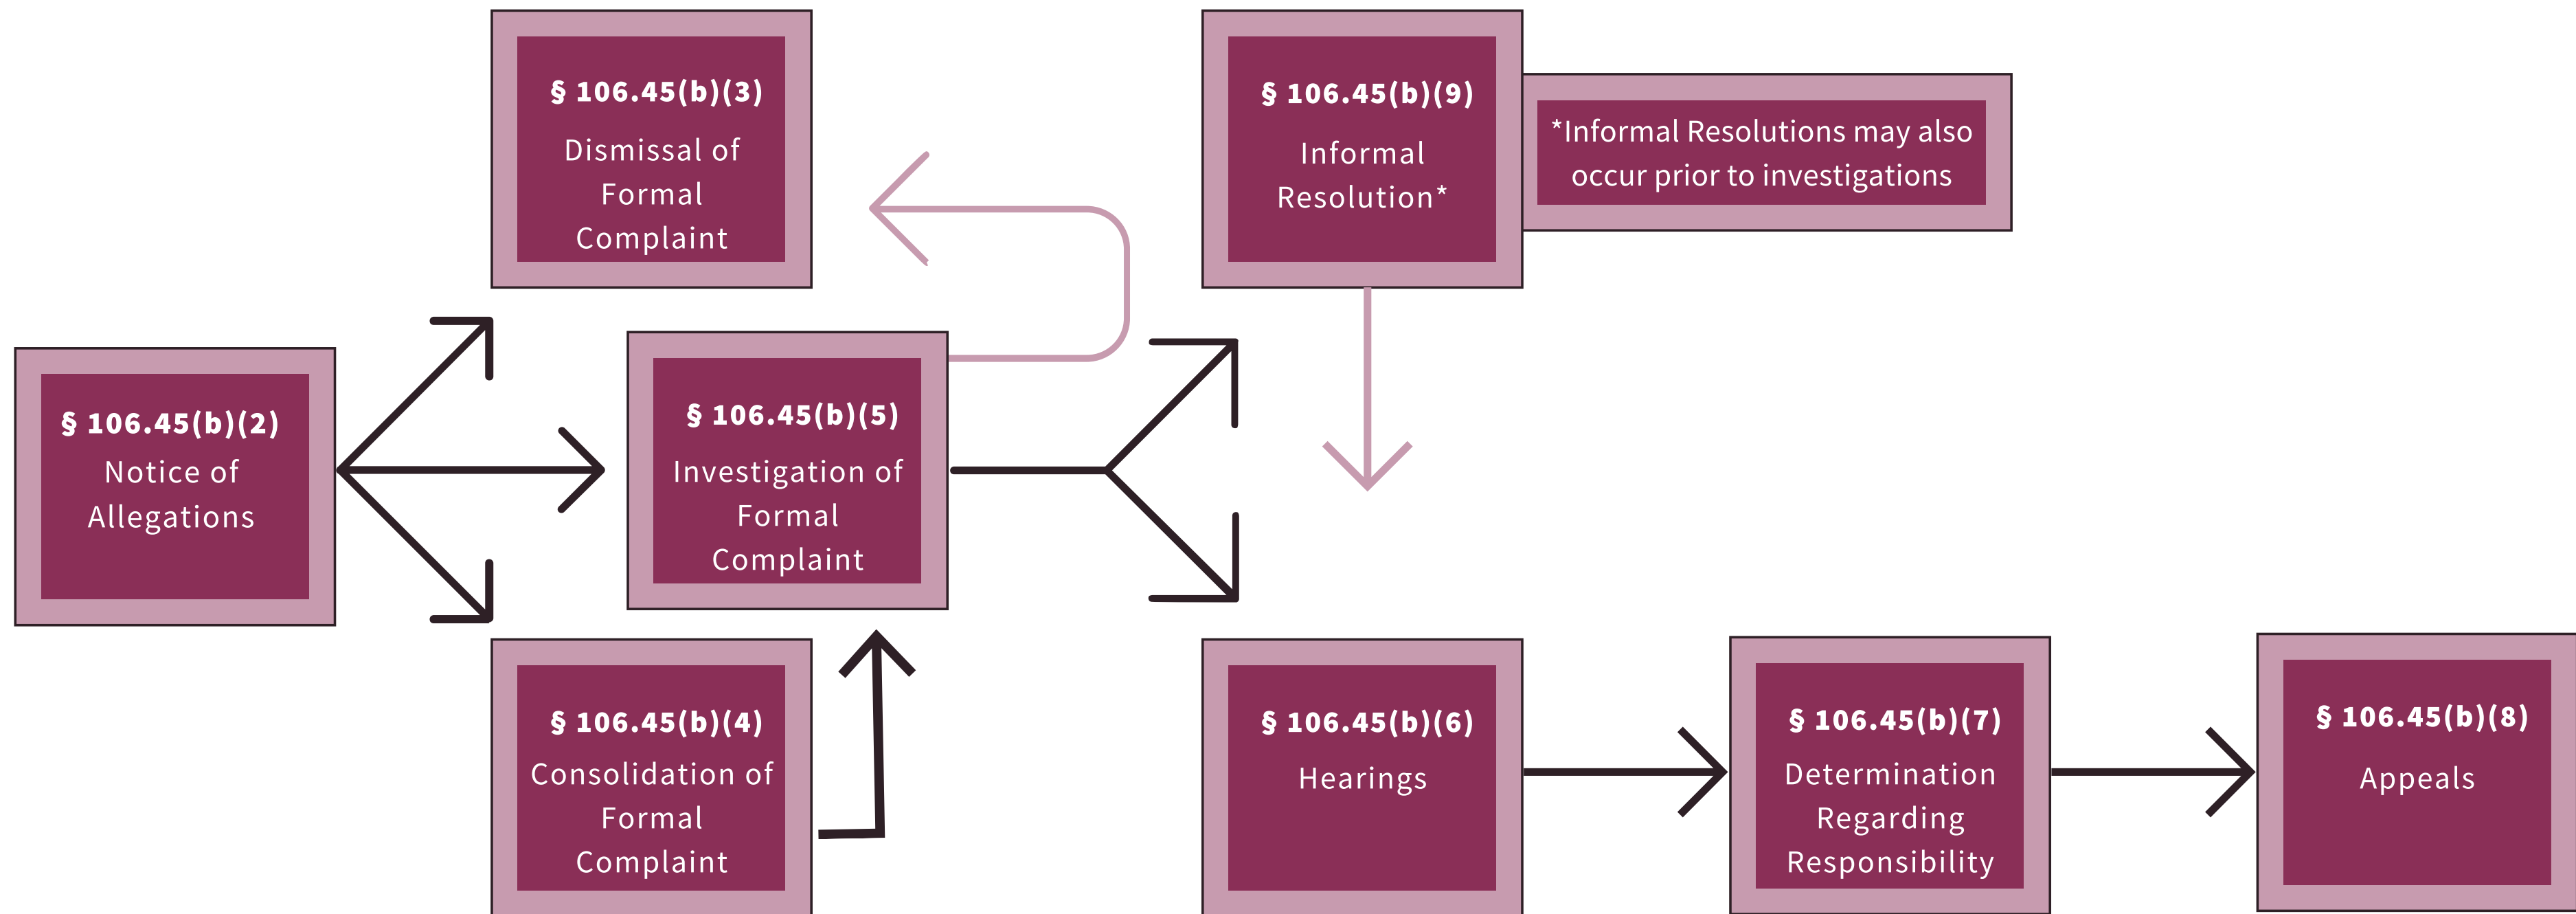 § 106.45(b)(3)
Dismissal of
Formal
Complaint
§ 106.45(b)(9)
Informal
Resolution*
*Informal Resolutions may also
occur prior to investigations
§ 106.45(b)(2)
Notice of
Allegations
§ 106.45(b)(5)
Investigation of
Formal
Complaint
§ 106.45(b)(4)
Consolidation of
Formal
Complaint
§ 106.45(b)(6)
Hearings
§ 106.45(b)(7)
Determination
Regarding
Responsibility
§ 106.45(b)(8)
Appeals